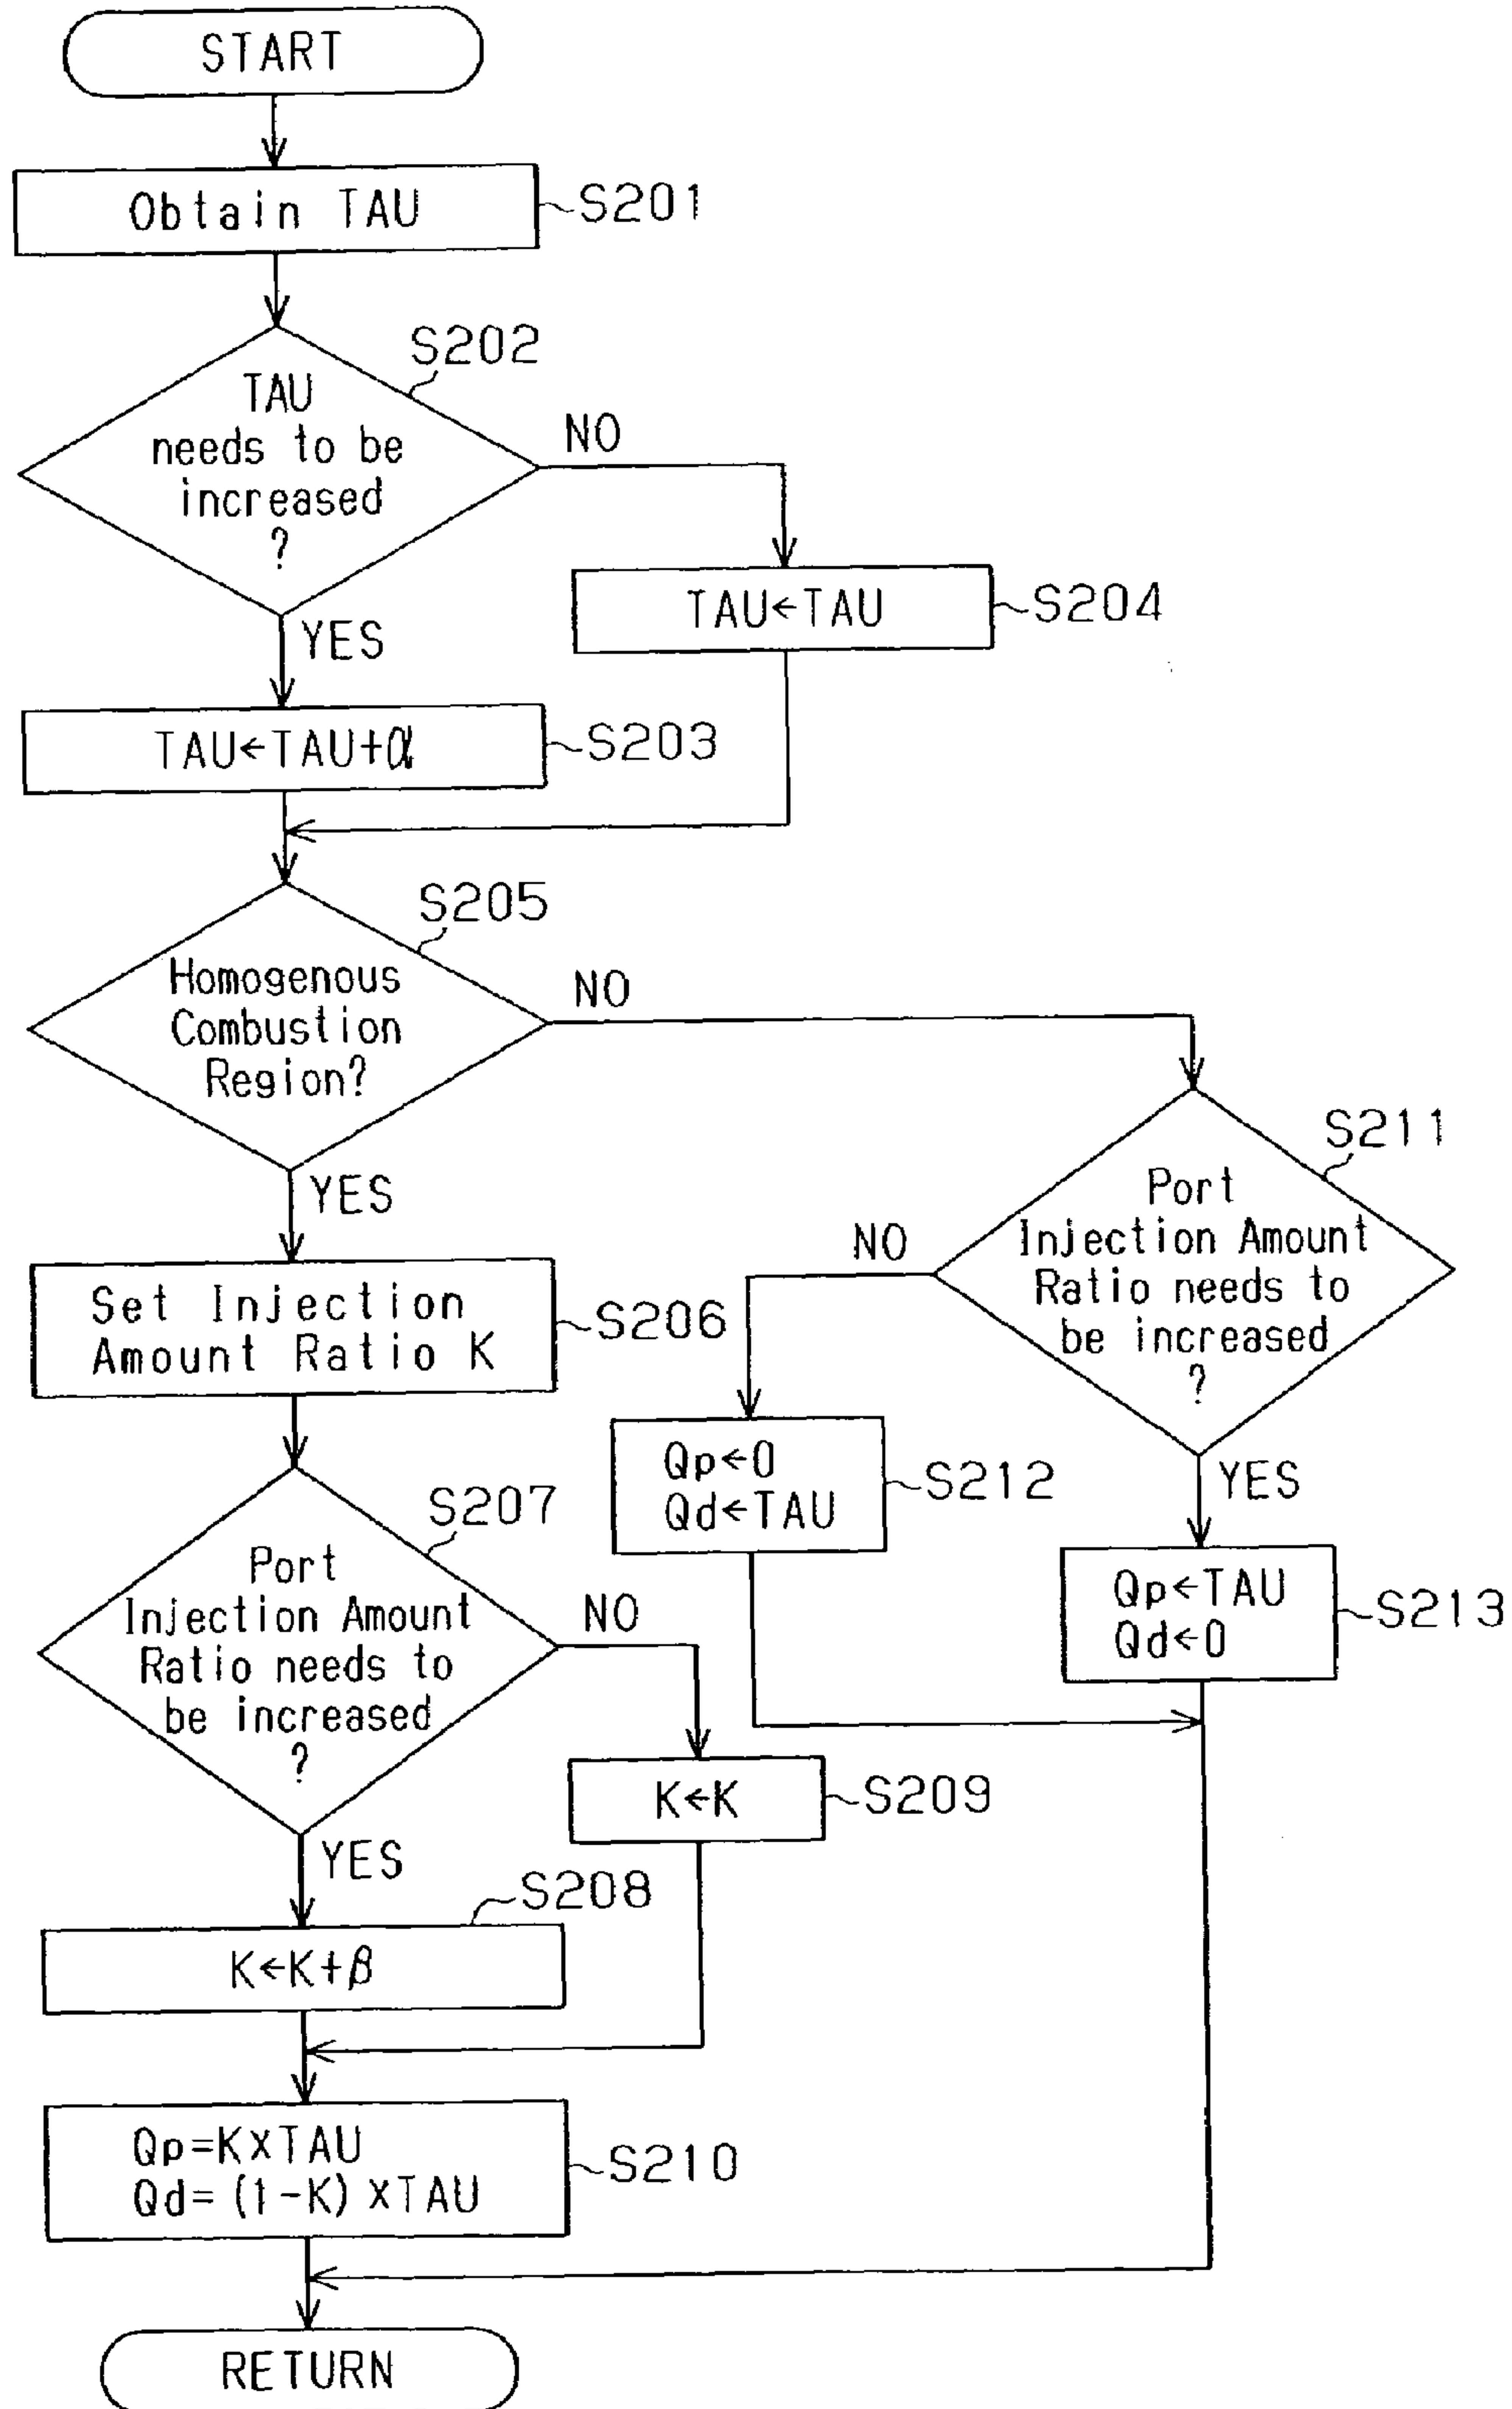 START
Obtain TAU
S201
S202
TAU
needs to be
increased
?
NO
YES
TAU←TAU
S204
TAU←TAU+α
S203
S205
Homogenous
Combustion
Region?
NO
YES
S211
Port
Injection Amount
Ratio needs to
be increased
?
NO
YES
Set Injection
Amount Ratio K
S206
Qp←0
Qd←TAU
S212
Qp←TAU
Qd←0
S213
S207
Port
Injection Amount
Ratio needs to
be increased
?
NO
YES
K←K
S209
S208
K←K+β
Qp=K×TAU
Qd=(1-K)×TAU
S210
RETURN